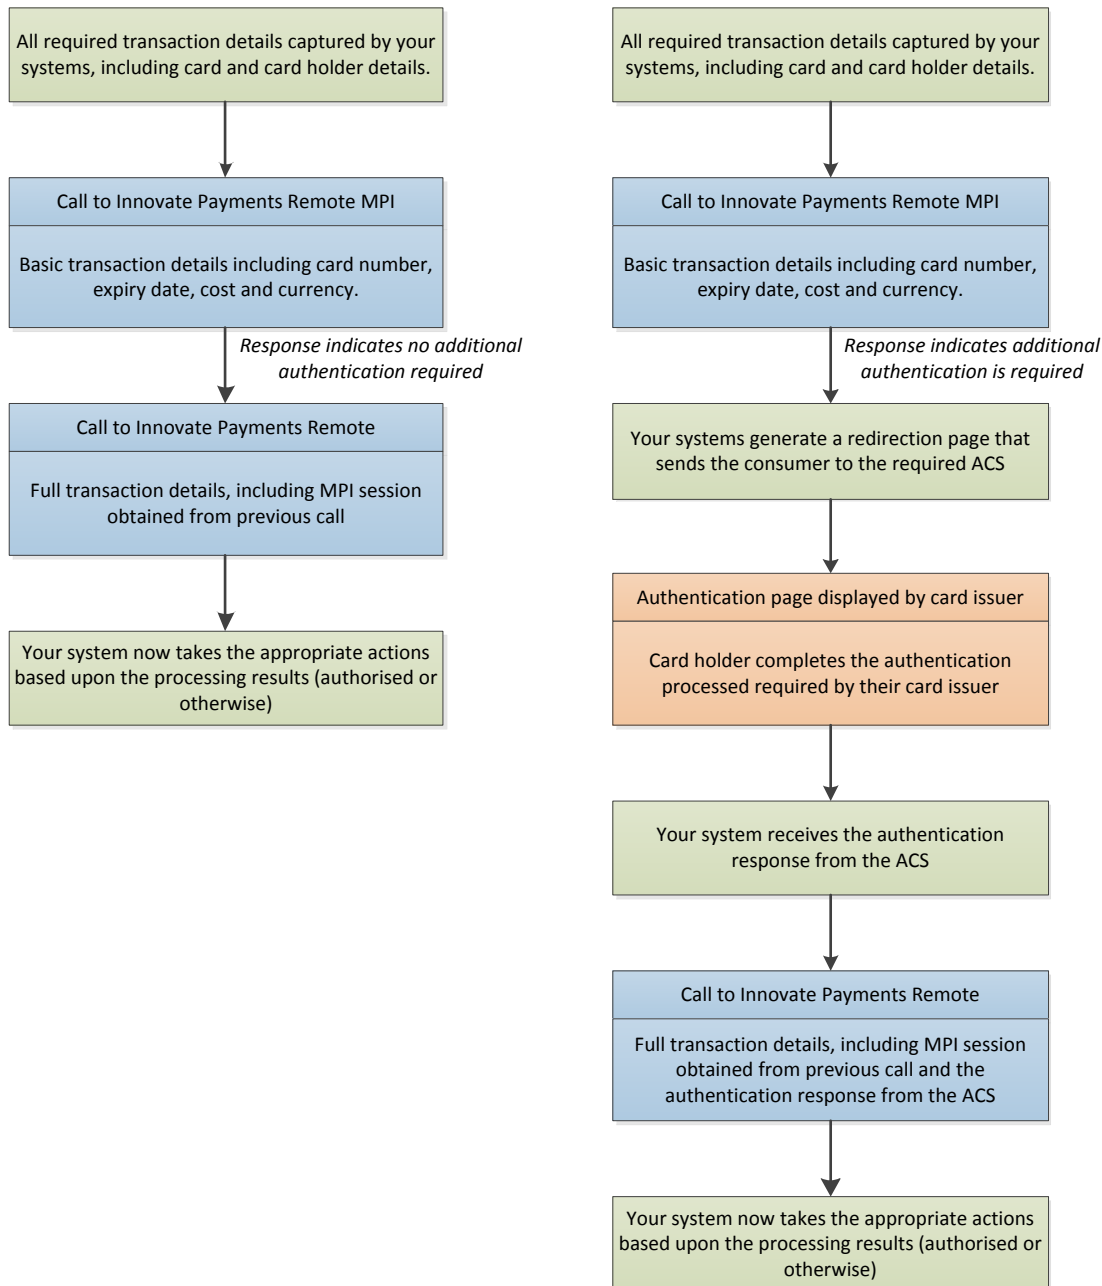 All required transaction details captured by your
systems, including card and card holder details.
Call to Innovate Payments Remote MPI
Basic transaction details including card number,
expiry date, cost and currency.
Response indicates no additional
authentication required
Call to Innovate Payments Remote
Full transaction details, including MPI session
obtained from previous call
Your system now takes the appropriate actions
based upon the processing results (authorised or
otherwise)
All required transaction details captured by your
systems, including card and card holder details.
Call to Innovate Payments Remote MPI
Basic transaction details including card number,
expiry date, cost and currency.
Response indicates additional
authentication is required
Your systems generate a redirection page that
sends the consumer to the required ACS
Authentication page displayed by card issuer
Card holder completes the authentication
processed required by their card issuer
Your system receives the authentication
response from the ACS
Call to Innovate Payments Remote
Full transaction details, including MPI session
obtained from previous call and the
authentication response from the ACS
Your system now takes the appropriate actions
based upon the processing results (authorised or
otherwise)